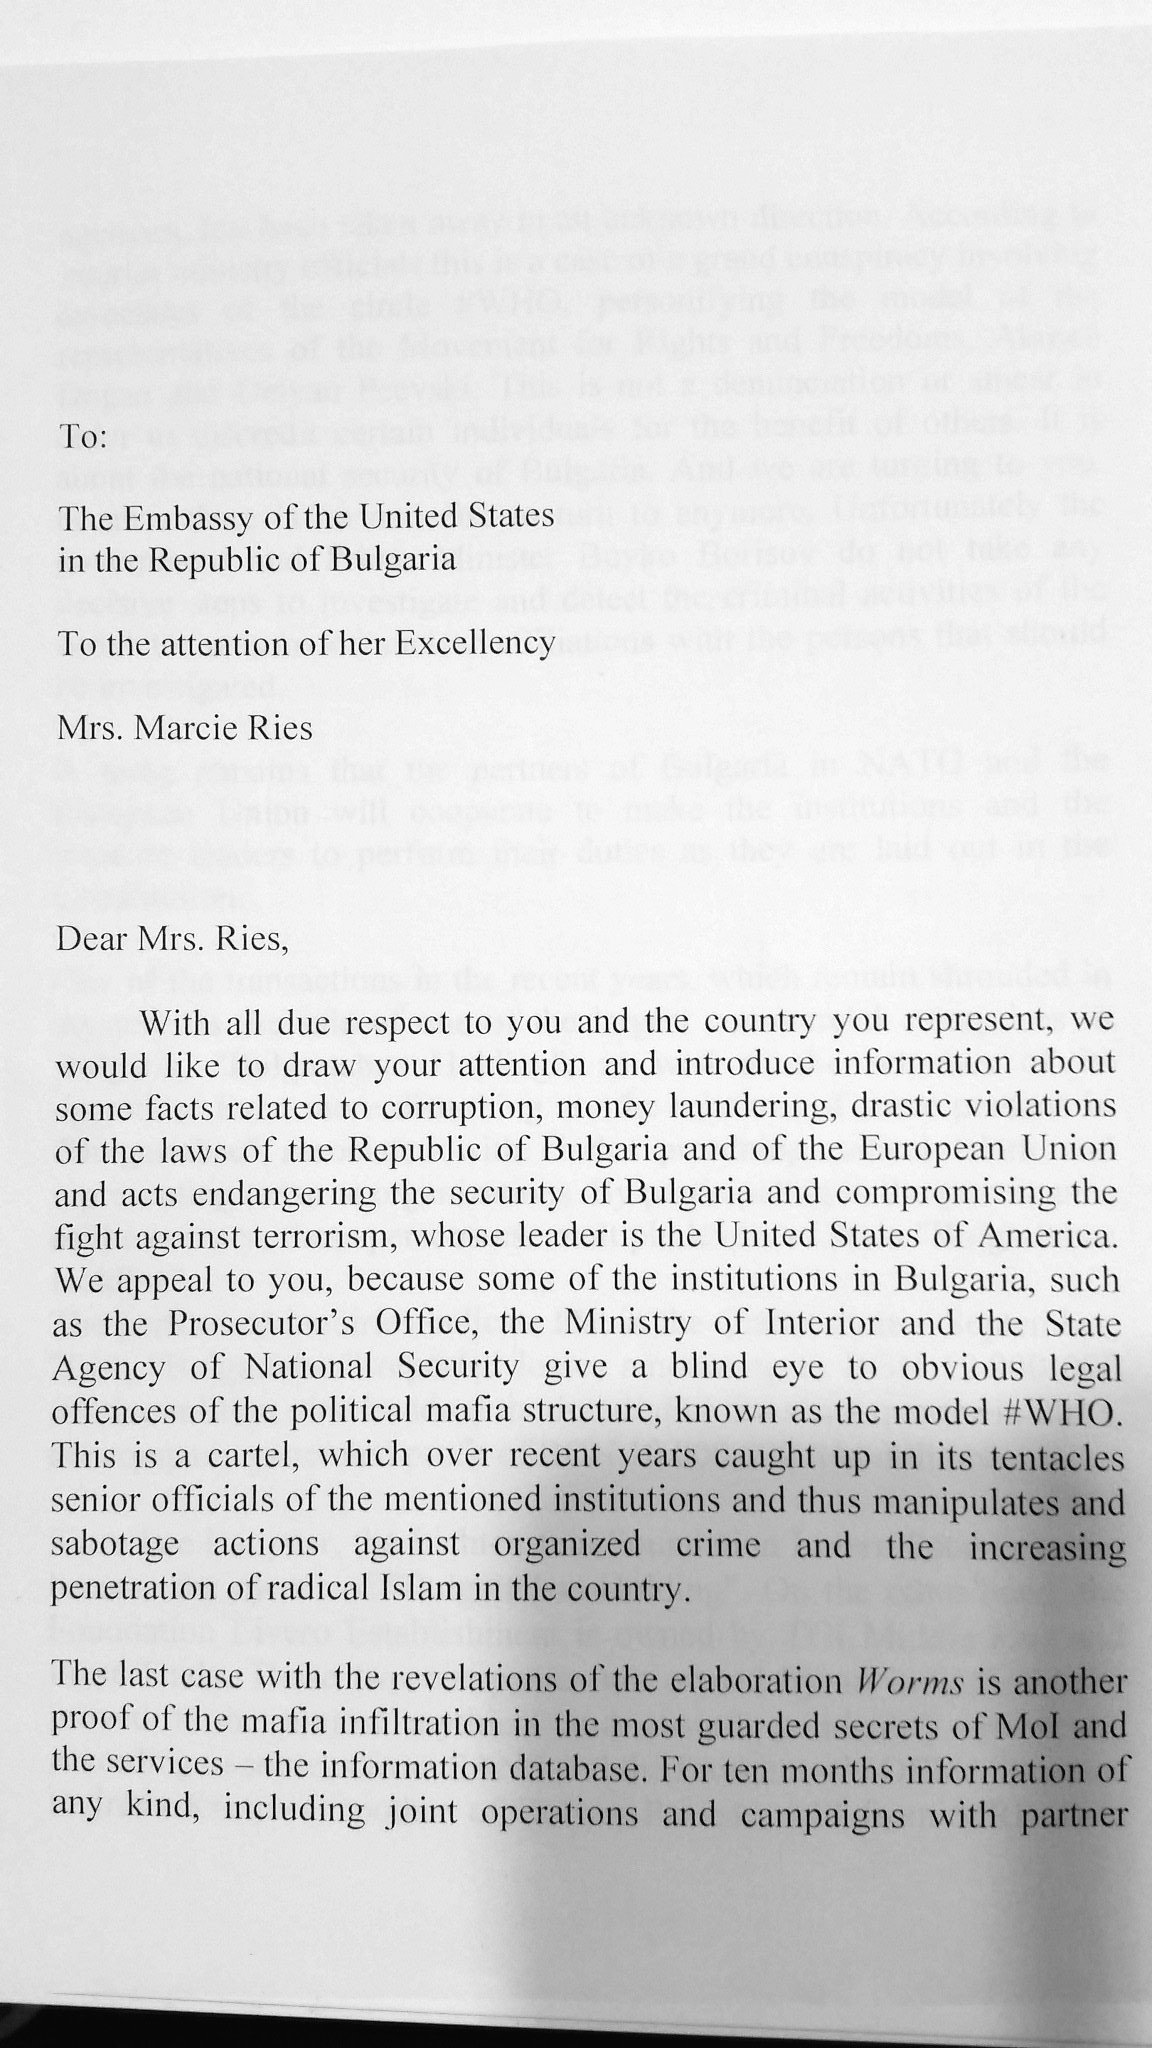 To:
The Embassy of the United States
in the Republic of Bulgaria
To the attention of her Excellency
Mrs. Marcie Ries
Dear Mrs. Ries,
With all due respect to you and the country you represent, we
would like to draw your attention and introduce information about
some facts related to corruption, money laundering, drastic violations
of the laws of the Republic of Bulgaria and of the European Union
and acts endangering the security of Bulgaria and compromising the
fight against terrorism, whose leader is the United States of America.
We appeal to you, because some of the institutions in Bulgaria, such
as the Prosecutor’s Office, the Ministry of Interior and the State
Agency of National Security give a blind eye to obvious legal
offences of the political mafia structure, known as the model #WHO.
This is a cartel, which over recent years caught up in its tentacles
senior officials of the mentioned institutions and thus manipulates and
sabotage actions against organized crime and the increasing
penetration of radical Islam in the country.
The last case with the revelations of the elaboration Worms is another
proof of the mafia infiltration in the most guarded secrets of MoI and
the services – the information database. For ten months information of
any kind, including joint operations and campaigns with partner